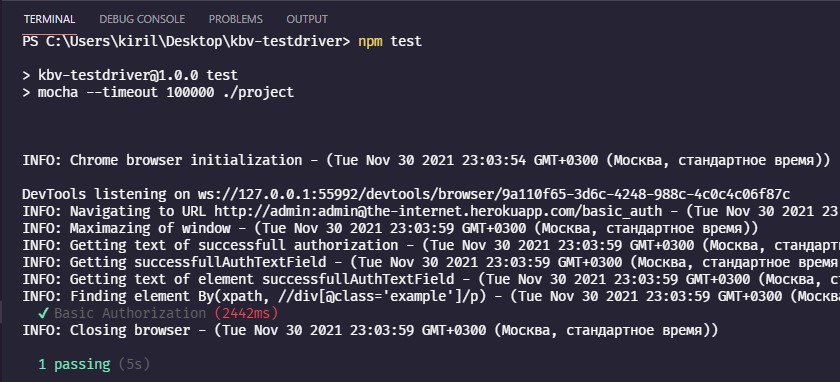 TERMINAL DEBUG CONSOLE PROBLEMS OUTPUT
PS C:\Users\kiril\Desktop\kbv-testdriver> npm test
> kbv-testdriver@1.0.0 test
> mocha --timeout 100000 ./project
INFO: Chrome browser initialization - (Tue Nov 30 2021 23:03:54 GMT+0300 (Москва, стандартное время))
DevTools listening on ws://127.0.0.1:55992/devtools/browser/9a110f65-3d6c-4248-988c-4c0c4c06f87c
INFO: Navigating to URL http://admin:admin@the-internet.herokuapp.com/basic_auth - (Tue Nov 30 2021 23
INFO: Maximazing of window - (Tue Nov 30 2021 23:03:59 GMT+0300 (Москва, стандартное время))
INFO: Getting text of successfull authorization - (Tue Nov 30 2021 23:03:59 GMT+0300 (Москва, стандарт
INFO: Getting successfullAuthTextField - (Tue Nov 30 2021 23:03:59 GMT+0300 (Москва, стандартное время
INFO: Getting text of element successfullAuthTextField - (Tue Nov 30 2021 23:03:59 GMT+0300 (Москва, с
INFO: Finding element By(xpath, //div[@class='example']/p) - (Tue Nov 30 2021 23:03:59 GMT+0300 (Москв
✔ Basic Authorization (2442ms)
INFO: Closing browser - (Tue Nov 30 2021 23:03:59 GMT+0300 (Москва, стандартное время))
1 passing (5s)